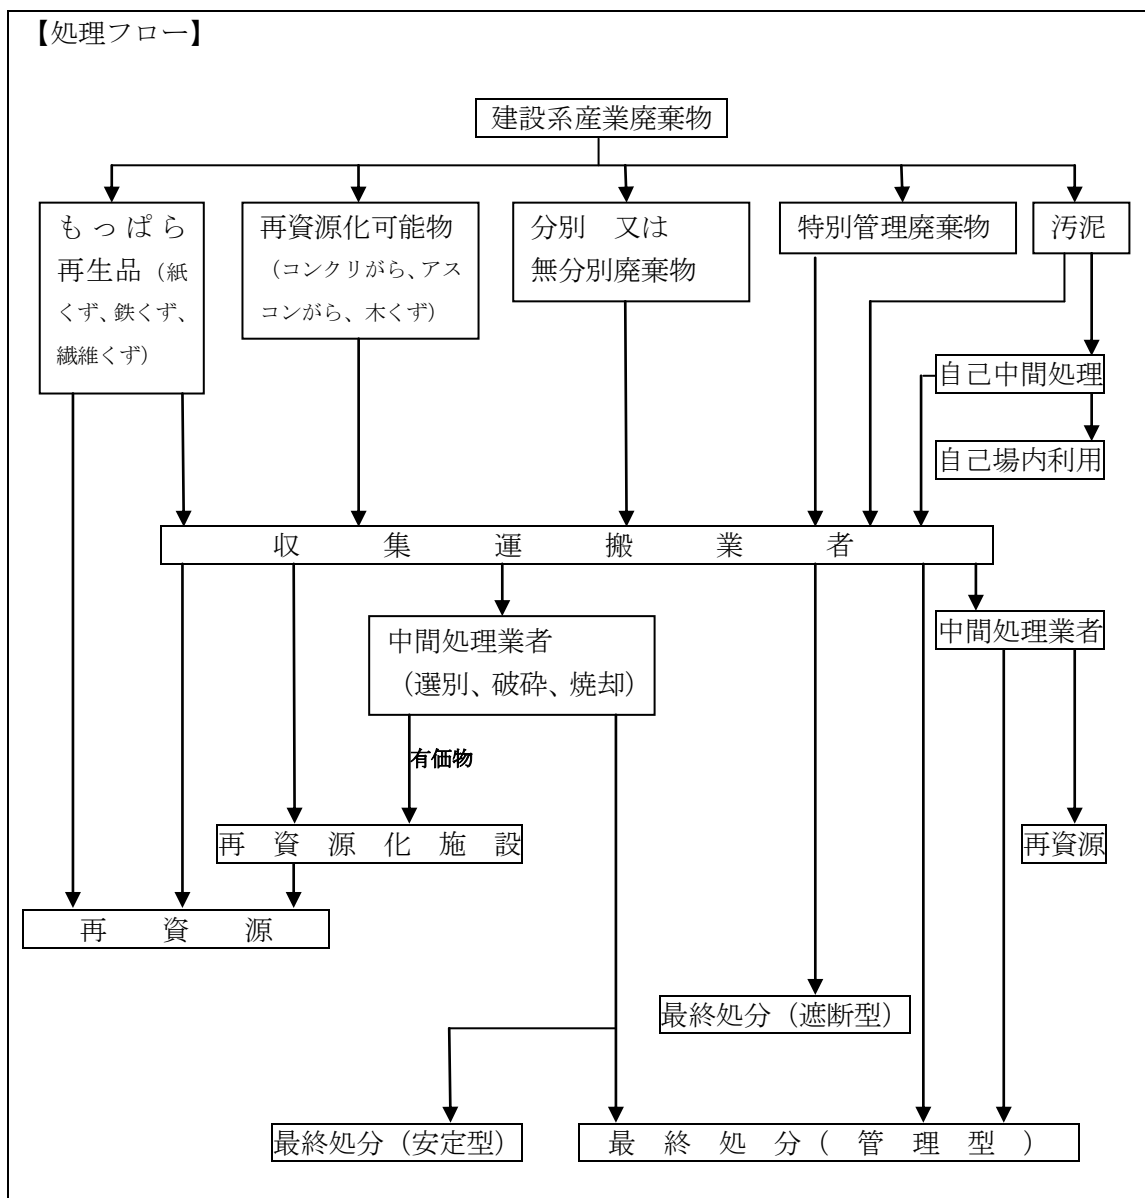 【処理フロー】
建設系産業廃棄物
もっぱら
再生品（紙
くず、鉄くず、
繊維くず）
再資源化可能物
（コンクリがら、アス
コンがら、木くず）
分別　又は
無分別廃棄物
特別管理廃棄物
汚泥
自己中間処理
自己場内利用
収集運搬業者
中間処理業者
（選別、破砕、焼却）
中間処理業者
有価物
再資源化施設
再資源
再資源
最終処分（遮断型）
最終処分（安定型）
最終処分（管理型）